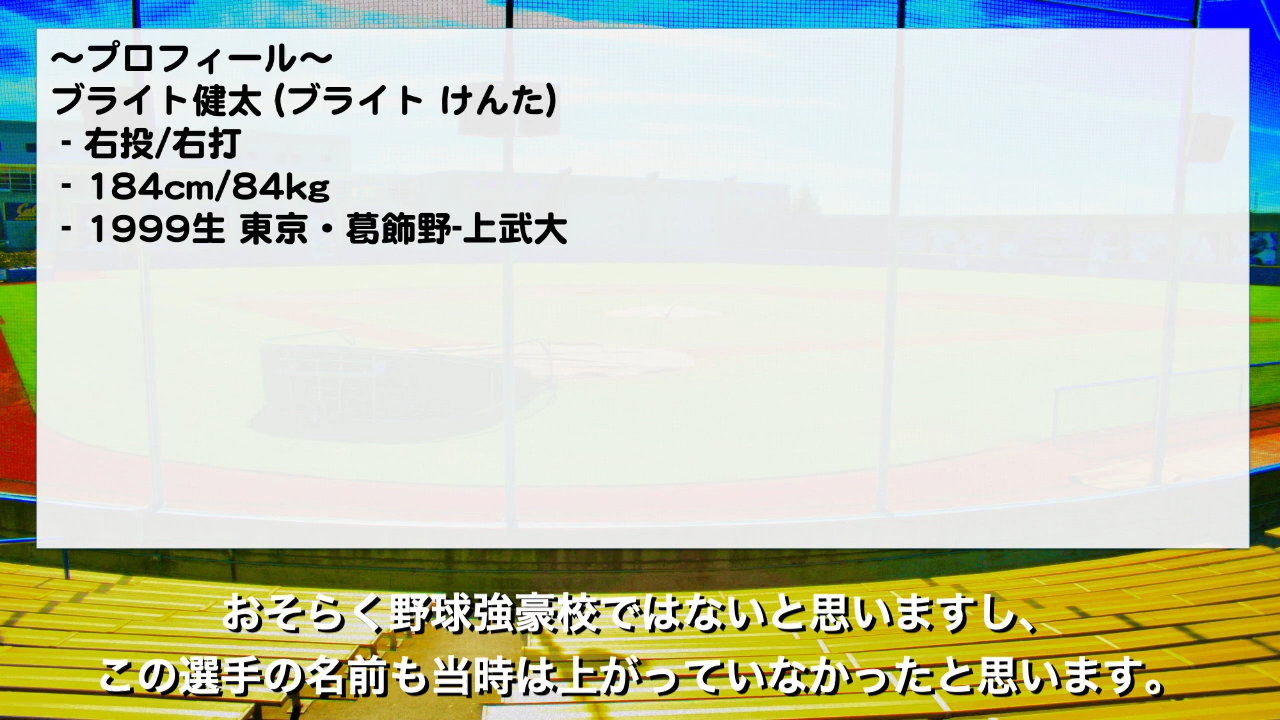 〜プロフィール〜
ブライト健太 (ブライト けんた)
- 右投/右打
- 184cm/84kg
- 1999生 東京・葛飾野-上武大
おそらく野球強豪校ではないと思いますし、
この選手の名前も当時は上がっていなかったと思います。